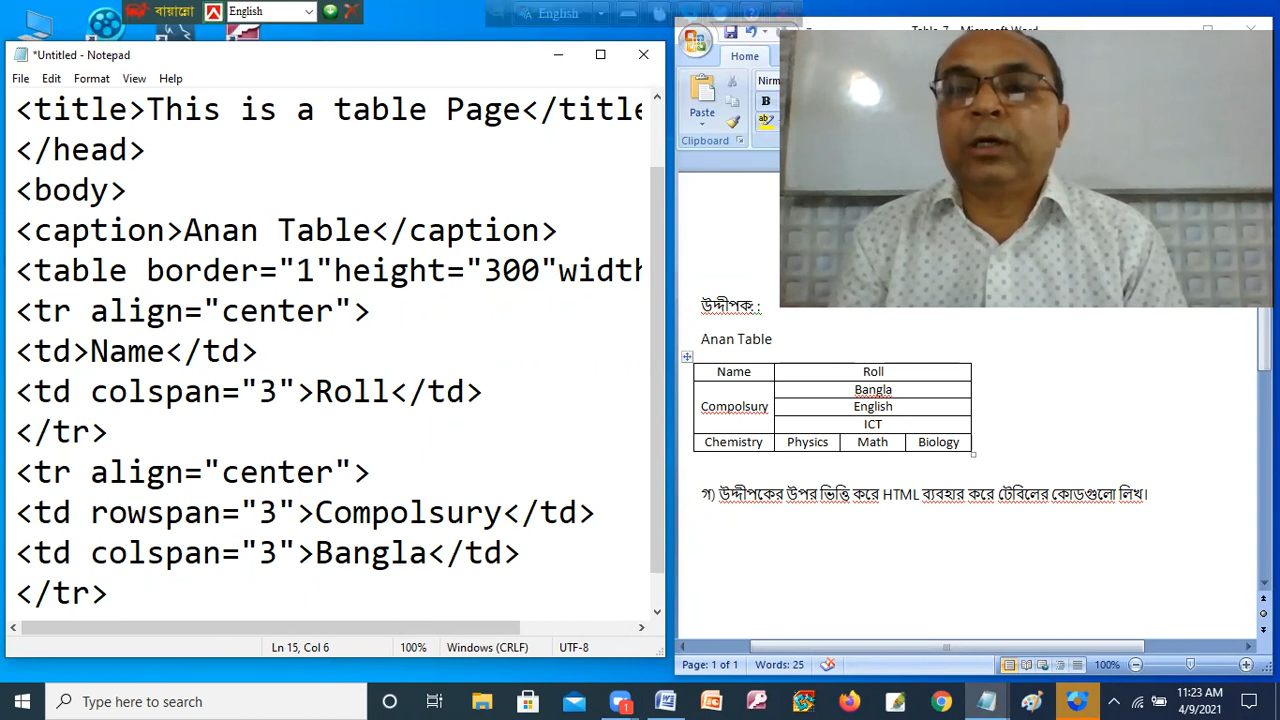 বায়ান্নো
English
English
*Untitled - Notepad
File Edit Format View Help
<title>This is a table Page</title
</head>
<body>
<caption>Anan Table</caption>
<table border="1"height="300"width
<tr align="center">
<td>Name</td>
<td colspan="3">Roll</td>
</tr>
<tr align="center">
<td rowspan="3">Compolsury</td>
<td colspan="3">Bangla</td>
</tr>
Ln 15, Col 6
100%
Windows (CRLF)
UTF-8
Home
Paste
B
Clipboard
উদ্দীপক :
Anan Table
Name Roll
Compolsury
Bangla
English
ICT
Chemistry Physics Math Biology
গ) উদ্দীপকের উপর ভিত্তি করে HTML ব্যবহার করে টেবিলের কোডগুলো লিখ।
Page: 1 of 1
Words: 25
100%
Type here to search
1
11:23 AM
4/9/2021